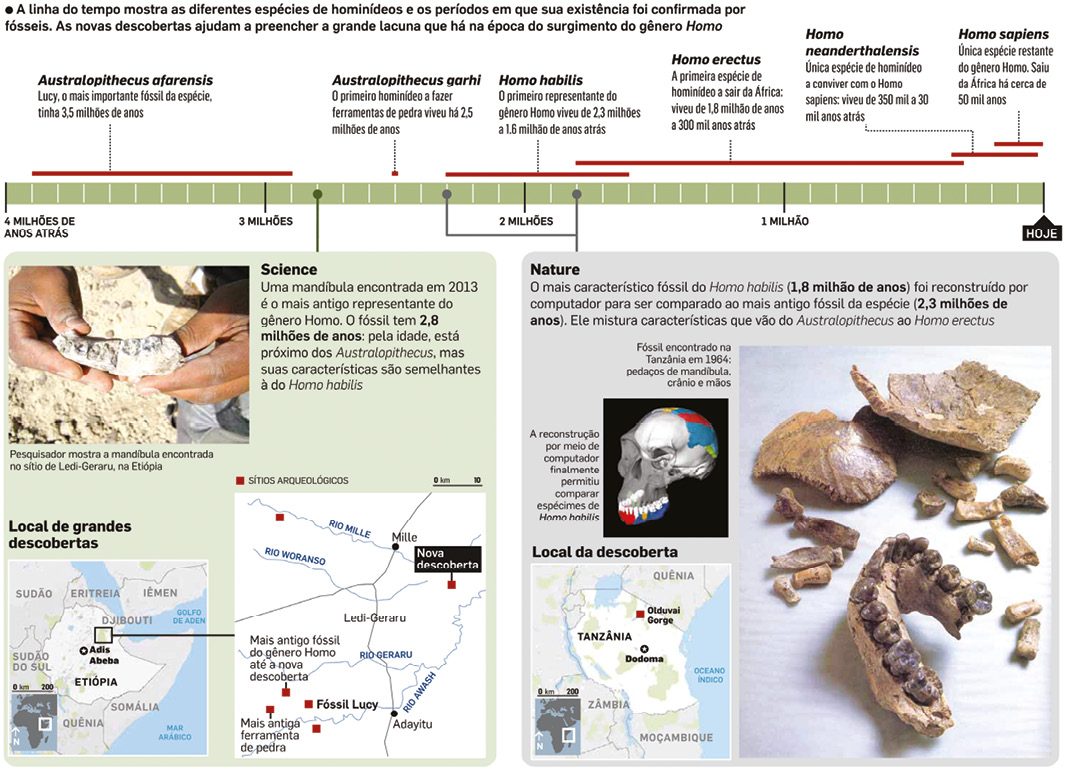 ● A linha do tempo mostra as diferentes espécies de hominídeos e os períodos em que sua existência foi confirmada por
fósseis. As novas descobertas ajudam a preencher a grande lacuna que há na época do surgimento do gênero Homo
Australopithecus afarensis
Lucy, o mais importante fóssil da espécie,
tinha 3,5 milhões de anos
Australopithecus garhi
O primeiro hominídeo a fazer
ferramentas de pedra viveu há 2,5
milhões de anos
Homo habilis
O primeiro representante do
gênero Homo viveu de 2,3 milhões
a 1.6 milhão de anos atrás
Homo erectus
A primeira espécie de
hominídeo a sair da África:
viveu de 1,8 milhão de anos
a 300 mil anos atrás
Homo
neanderthalensis
Única espécie de hominídeo
a conviver com o Homo
sapiens: viveu de 350 mil a 30
mil anos atrás
Homo sapiens
Única espécie restante
do gênero Homo. Saiu
da África há cerca de
50 mil anos
4 MILHÕES DE
ANOS ATRÁS
3 MILHÕES
2 MILHÕES
1 MILHÃO
HOJE
Science
Uma mandíbula encontrada em 2013
é o mais antigo representante do
gênero Homo. O fóssil tem 2,8
milhões de anos: pela idade, está
próximo dos Australopithecus, mas
suas características são semelhantes
à do Homo habilis
Pesquisador mostra a mandíbula encontrada
no sítio de Ledi-Geraru, na Etiópia
Local de grandes
descobertas
SUDÃO
ERITREIA
IÊMEN
GOLFO
DE ADEN
DJIBOUTI
SUDÃO
DO SUL
Adis
Abeba
ETIÓPIA
0 km 200
SOMÁLIA
QUÊNIA
MAR
ARÁBICO
N
SÍTIOS ARQUEOLÓGICOS
0 km 10
RIO MILLE
Mille
RIO WORANSO
Nova
descoberta
Ledi-Geraru
Mais antigo fóssil
do gênero Homo
até a nova
descoberta
RIO GERARU
RIO AWASH
Fóssil Lucy
Mais antiga
ferramenta
de pedra
Adayitu
Nature
O mais característico fóssil do Homo habilis (1,8 milhão de anos) foi reconstruído por
computador para ser comparado ao mais antigo fóssil da espécie (2,3 milhões de
anos). Ele mistura características que vão do Australopithecus ao Homo erectus
Fóssil encontrado na
Tanzânia em 1964:
pedaços de mandíbula,
crânio e mãos
A reconstrução
por meio de
computador
finalmente
permitiu
comparar
espécimes de
Homo habilis
Local da descoberta
QUÊNIA
Olduvai
Gorge
TANZÂNIA
Dodoma
OCEANO
ÍNDICO
0 km 200
ZÂMBIA
MOÇAMBIQUE
N